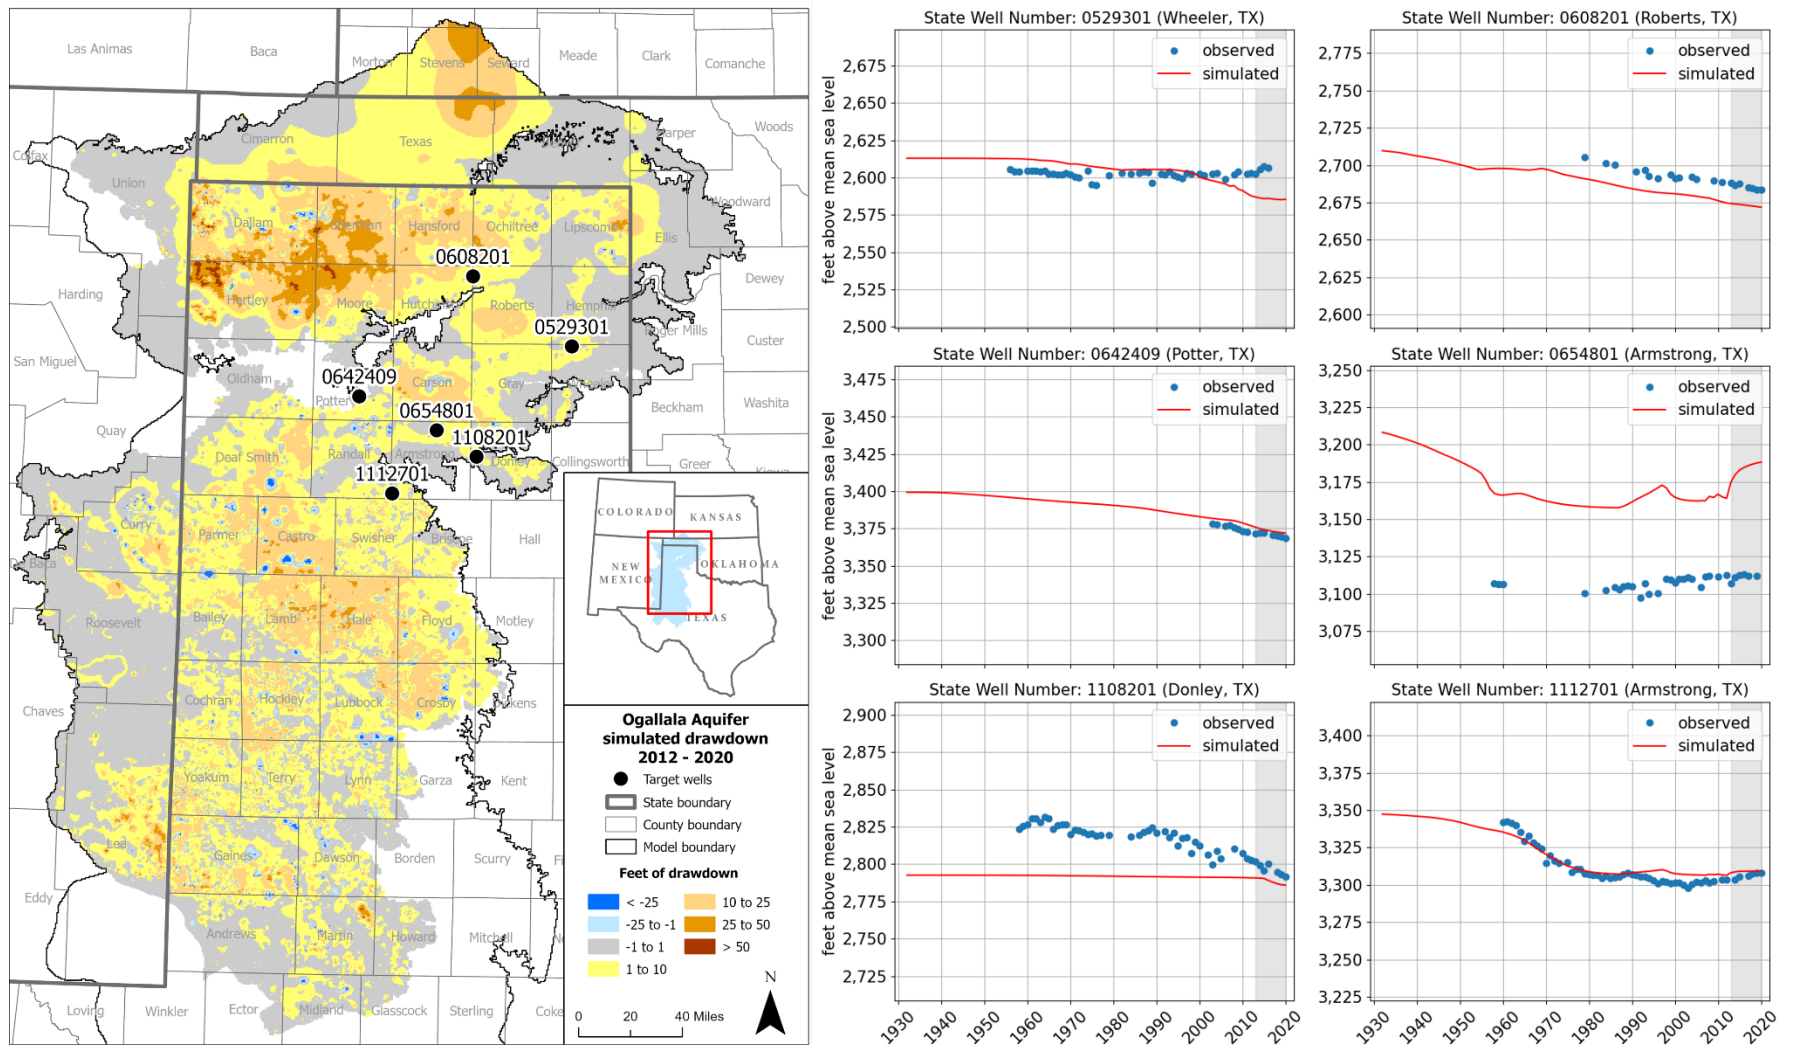 Las Animas
Baca
Morton
Stevens
Seward
Meade
Clark
Comanche
Cimarron
Texas
Harper
Woods
Colfax
Union
Woodward
Dallam
Sherman
Hansford
Ochiltree
Lipscomb
Ellis
0608201
Dewey
Harding
Hartley
Moore
Roberts
Hemphill
0529301
Roger Mills
Custer
San Miguel
Oldham
0642409
Carson
Gray
Potter
0654801
Beckham
Washita
Quay
1108201
Deaf Smith
Randall
Armstrong
Donley
Collingsworth
Greer
1112701
Curry
Parmer
Castro
Swisher
Briscoe
Hall
Roosevelt
Bailey
Lamb
Hale
Floyd
Motley
Chaves
Cochran
Hockley
Lubbock
Crosby
Dickens
Yoakum
Terry
Lynn
Garza
Kent
Lea
Gaines
Dawson
Borden
Scurry
Eddy
Andrews
Martin
Howard
Mitchell
Loving
Winkler
Ector
Midland
Glasscock
Sterling
Coke
COLORADO
KANSAS
NEW
MEXICO
OKLAHOMA
TEXAS
Ogallala Aquifer
simulated drawdown
2012 - 2020
Target wells
State boundary
County boundary
Model boundary
Feet of drawdown
< -25
10 to 25
-25 to -1
25 to 50
-1 to 1
> 50
1 to 10
N
0 20 40 Miles
State Well Number: 0529301 (Wheeler, TX)
observed
simulated
feet above mean sea level
2,675
2,650
2,625
2,600
2,575
2,550
2,525
2,500
State Well Number: 0608201 (Roberts, TX)
observed
simulated
2,775
2,750
2,725
2,700
2,675
2,650
2,625
2,600
State Well Number: 0642409 (Potter, TX)
observed
simulated
feet above mean sea level
3,475
3,450
3,425
3,400
3,375
3,350
3,325
3,300
State Well Number: 0654801 (Armstrong, TX)
observed
simulated
3,250
3,225
3,200
3,175
3,150
3,125
3,100
3,075
State Well Number: 1108201 (Donley, TX)
observed
simulated
feet above mean sea level
2,900
2,875
2,850
2,825
2,800
2,775
2,750
2,725
1930 1940 1950 1960 1970 1980 1990 2000 2010 2020
State Well Number: 1112701 (Armstrong, TX)
observed
simulated
3,400
3,375
3,350
3,325
3,300
3,275
3,250
3,225
1930 1940 1950 1960 1970 1980 1990 2000 2010 2020